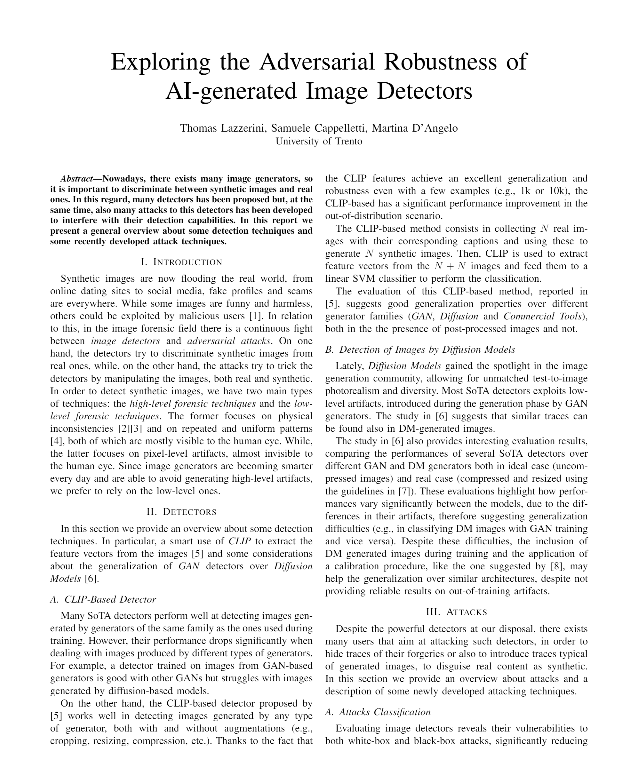 Exploring the Adversarial Robustness of
AI-generated Image Detectors
Thomas Lazzerini, Samuele Cappelletti, Martina D'Angelo
University of Trento
Abstract—Nowadays, there exists many image generators, so
it is important to discriminate between synthetic images and real
ones. In this regard, many detectors has been proposed but, at the
same time, also many attacks to this detectors has been developed
to interfere with their detection capabilities. In this report we
present a general overview about some detection techniques and
some recently developed attack techniques.
I. INTRODUCTION
Synthetic images are now flooding the real world, from
online dating sites to social media, fake profiles and scams
are everywhere. While some images are funny and harmless,
others could be exploited by malicious users [1]. In relation
to this, in the image forensic field there is a continuous fight
between image detectors and adversarial attacks. On one
hand, the detectors try to discriminate synthetic images from
real ones, while, on the other hand, the attacks try to trick the
detectors by manipulating the images, both real and synthetic.
In order to detect synthetic images, we have two main types
of techniques: the high-level forensic techniques and the low-
level forensic techniques. The former focuses on physical
inconsistencies [2][3] and on repeated and uniform patterns
[4], both of which are mostly visible to the human eye. While,
the latter focuses on pixel-level artifacts, almost invisible to
the human eye. Since image generators are becoming smarter
every day and are able to avoid generating high-level artifacts,
we prefer to rely on the low-level ones.
II. DETECTORS
In this section we provide an overview about some detection
techniques. In particular, a smart use of CLIP to extract the
feature vectors from the images [5] and some considerations
about the generalization of GAN detectors over Diffusion
Models [6].
A. CLIP-Based Detector
Many SoTA detectors perform well at detecting images gen-
erated by generators of the same family as the ones used during
training. However, their performance drops significantly when
dealing with images produced by different types of generators.
For example, a detector trained on images from GAN-based
generators is good with other GANs but struggles with images
generated by diffusion-based models.
On the other hand, the CLIP-based detector proposed by
[5] works well in detecting images generated by any type
of generator, both with and without augmentations (e.g.,
cropping, resizing, compression, etc.). Thanks to the fact that
the CLIP features achieve an excellent generalization and
robustness even with a few examples (e.g., 1k or 10k), the
CLIP-based has a significant performance improvement in the
out-of-distribution scenario.
The CLIP-based method consists in collecting N real im-
ages with their corresponding captions and using these to
generate N synthetic images. Then, CLIP is used to extract
feature vectors from the N + N images and feed them to a
linear SVM classifier to perform the classification.
The evaluation of this CLIP-based method, reported in
[5], suggests good generalization properties over different
generator families (GAN, Diffusion and Commercial Tools),
both in the the presence of post-processed images and not.
B. Detection of Images by Diffusion Models
Lately, Diffusion Models gained the spotlight in the image
generation community, allowing for unmatched test-to-image
photorealism and diversity. Most SoTA detectors exploits low-
level artifacts, introduced during the generation phase by GAN
generators. The study in [6] suggests that similar traces can
be found also in DM-generated images.
The study in [6] also provides interesting evaluation results,
comparing the performances of several SoTA detectors over
different GAN and DM generators both in ideal case (uncom-
pressed images) and real case (compressed and resized using
the guidelines in [7]). These evaluations highlight how perfor-
mances vary significantly between the models, due to the dif-
ferences in their artifacts, therefore suggesting generalization
difficulties (e.g., in classifying DM images with GAN training
and vice versa). Despite these difficulties, the inclusion of
DM generated images during training and the application of
a calibration procedure, like the one suggested by [8], may
help the generalization over similar architectures, despite not
providing reliable results on out-of-training artifacts.
III. ATTACKS
Despite the powerful detectors at our disposal, there exists
many users that aim at attacking such detectors, in order to
hide traces of their forgeries or also to introduce traces typical
of generated images, to disguise real content as synthetic.
In this section we provide an overview about attacks and a
description of some newly developed attacking techniques.
A. Attacks Classification
Evaluating image detectors reveals their vulnerabilities to
both white-box and black-box attacks, significantly reducing